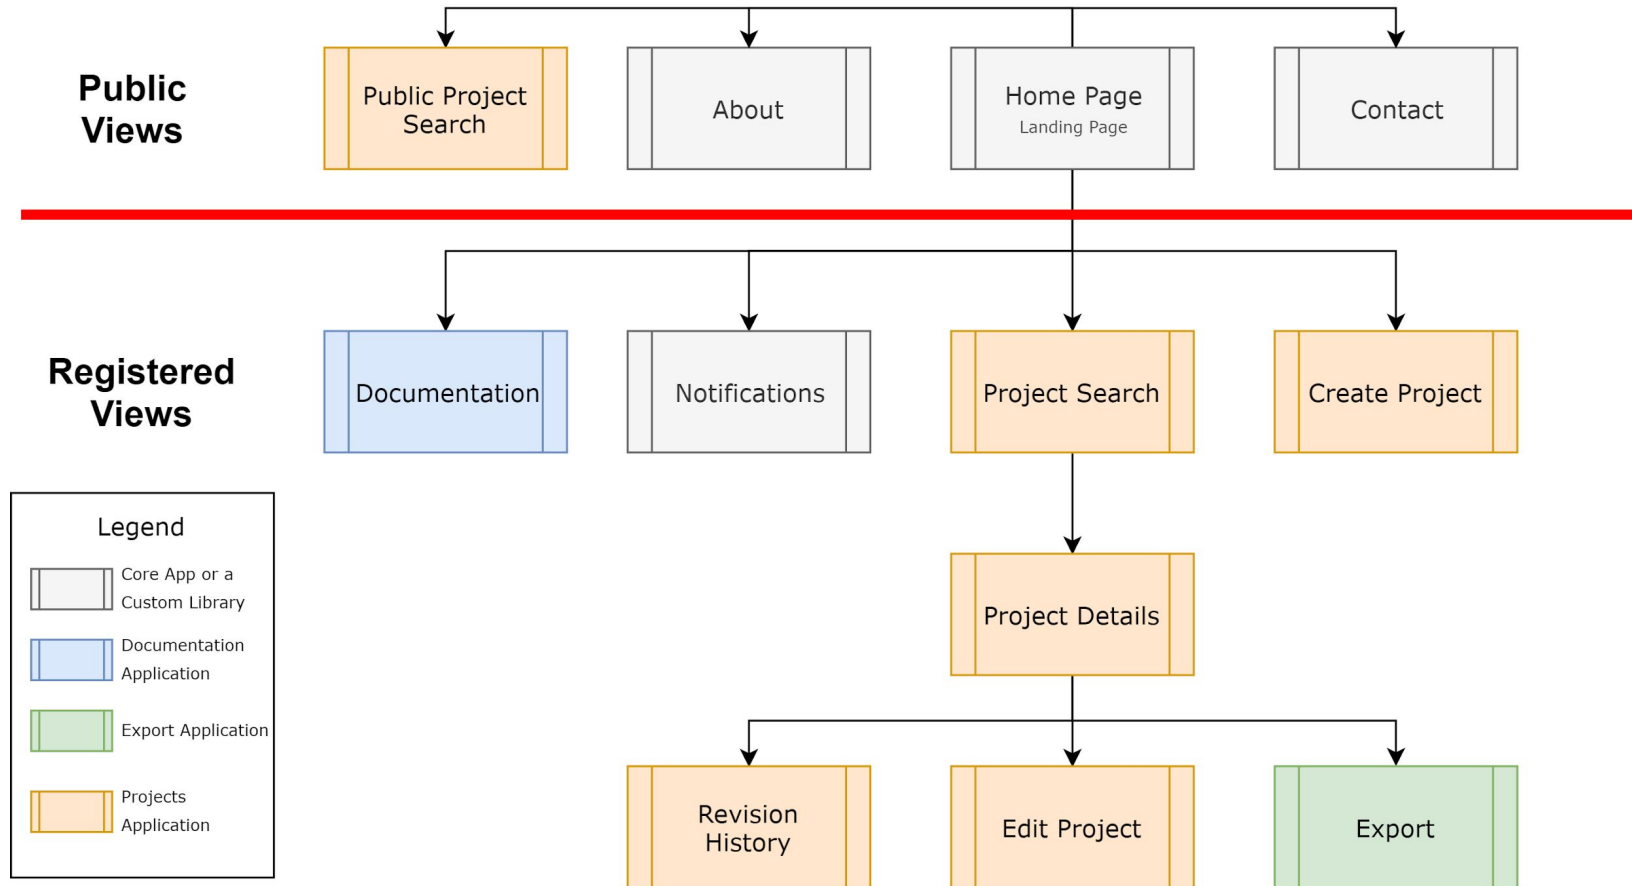 Public
Views
Public Project
Search
About
Home Page
Landing Page
Contact
Registered
Views
Documentation
Notifications
Project Search
Create Project
Legend
Core App or a
Custom Library
Documentation
Application
Export Application
Projects
Application
Project Details
Revision
History
Edit Project
Export